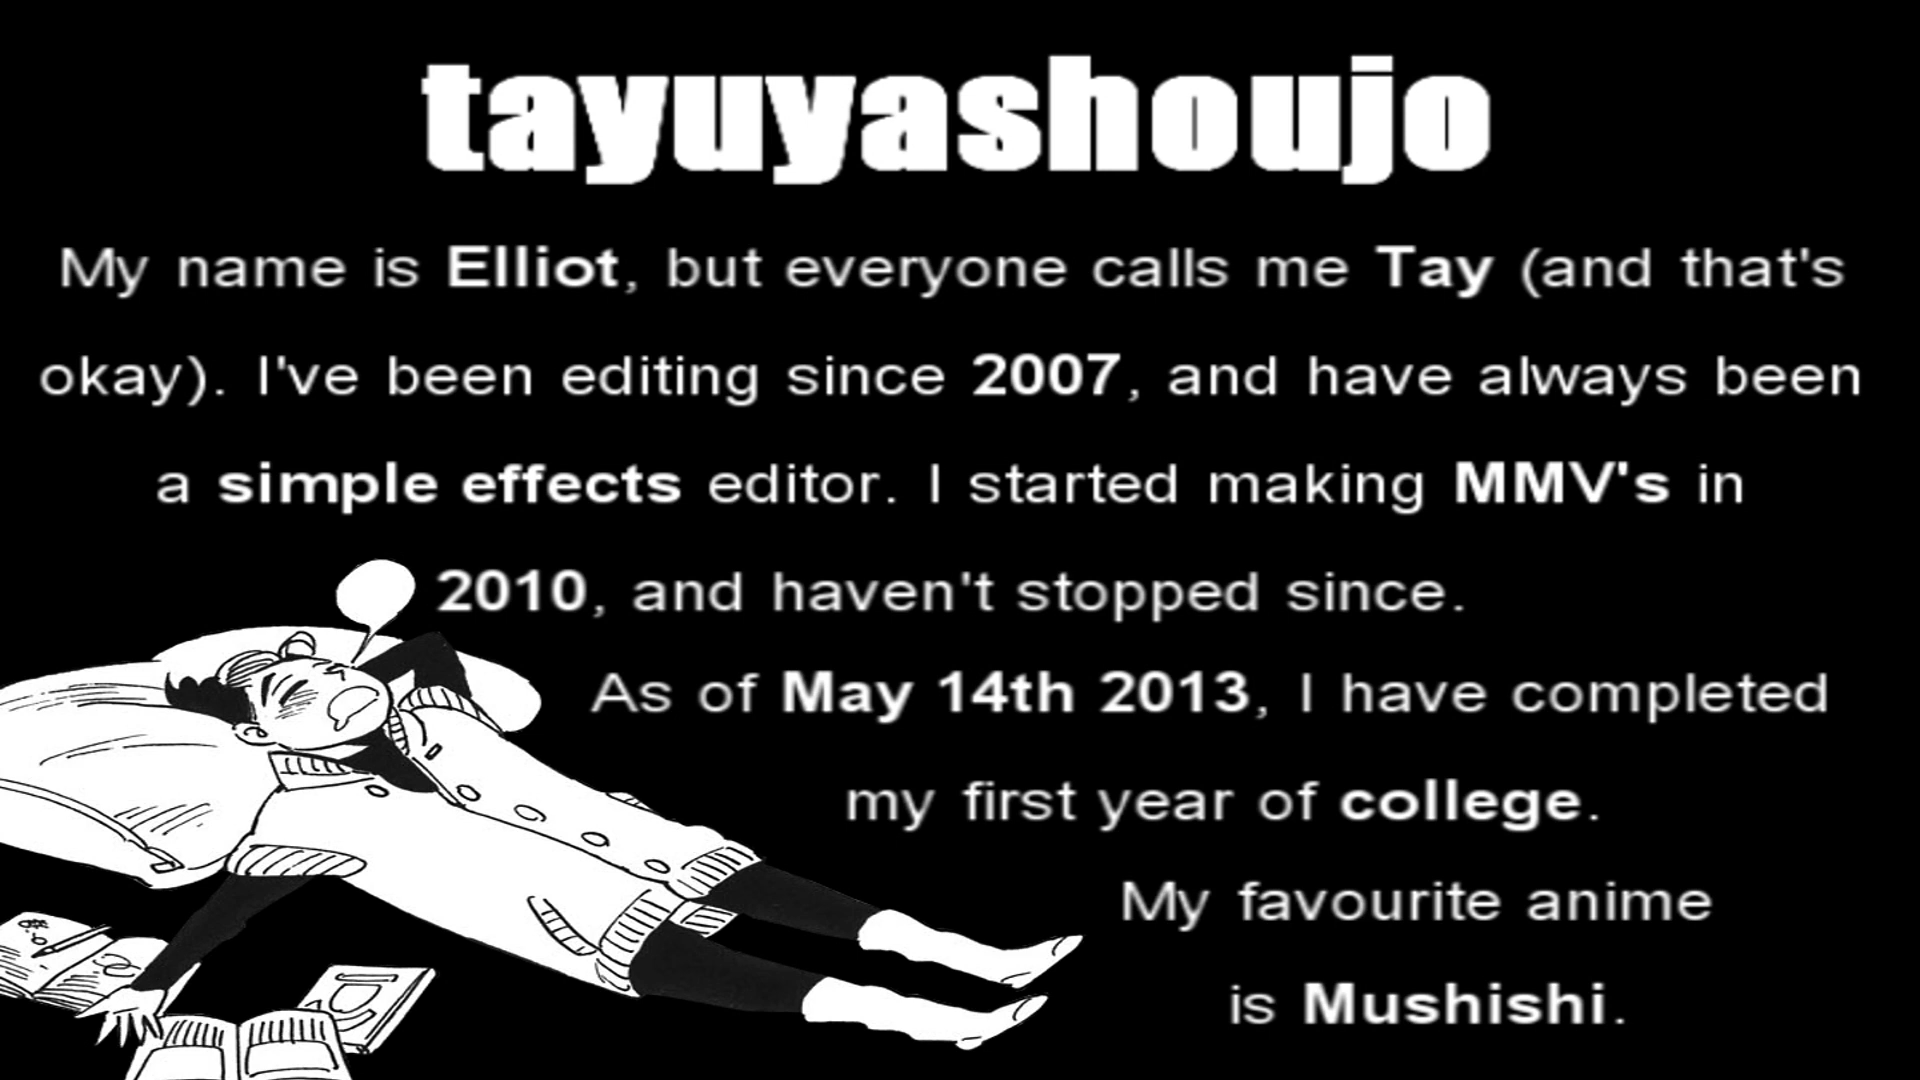 tayuyashoujo
My name is Elliot, but everyone calls me Tay (and that's
okay). I've been editing since 2007, and have always been
a simple effects editor. I started making MMV's in
2010, and haven't stopped since.
As of May 14th 2013, I have completed
my first year of college.
My favourite anime
is Mushishi.